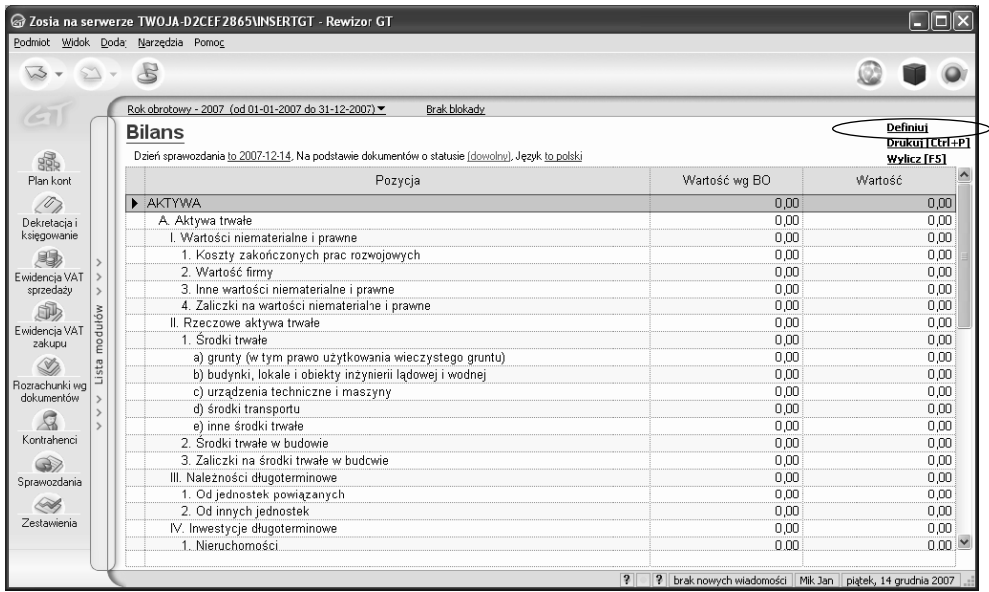 Zosia na serwerze TWOJA-D2CEF2865\INSERTGT - Rewizor GT
Podmiot Widok Dodaj Narzędzia Pomoc
GT
Rok obrotowy - 2007 (od 01-01-2007 do 31-12-2007) Brak blokady
Bilans
Definiuj
Drukuj [Ctrl+P]
Wylicz [F5]
Dzień sprawozdania to 2007-12-14, Na podstawie dokumentów o statusie (dowolny), Język to polski
Plan kont
Dekretacja i
księgowanie
Ewidencja VAT
sprzedaży
Ewidencja VAT
zakupu
Rozrachunki wg
dokumentów
Kontrahenci
Sprawozdania
Zestawienia
Lista modułów
Pozycja Wartość wg BO Wartość
AKTYWA 0,00 0,00
A. Aktywa trwałe 0,00 0,00
I. Wartości niematerialne i prawne 0,00 0,00
1. Koszty zakończonych prac rozwojowych 0,00 0,00
2. Wartość firmy 0,00 0,00
3. Inne wartości niematerialne i prawne 0,00 0,00
4. Zaliczki na wartości niematerialne i prawne 0,00 0,00
II. Rzeczowe aktywa trwałe 0,00 0,00
1. Środki trwałe 0,00 0,00
a) grunty (w tym prawo użytkowania wieczystego gruntu) 0,00 0,00
b) budynki, lokale i obiekty inżynierii lądowej i wodnej 0,00 0,00
c) urządzenia techniczne i maszyny 0,00 0,00
d) środki transportu 0,00 0,00
e) inne środki trwałe 0,00 0,00
2. Środki trwałe w budowie 0,00 0,00
3. Zaliczki na środki trwałe w budowie 0,00 0,00
III. Należności długoterminowe 0,00 0,00
1. Od jednostek powiązanych 0,00 0,00
2. Od innych jednostek 0,00 0,00
IV. Inwestycje długoterminowe 0,00 0,00
1. Nieruchomości 0,00 0,00
? ? brak nowych wiadomości Mik Jan piątek, 14 grudnia 2007